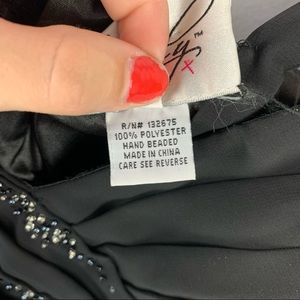 R/N# 132675
100% POLYESTER
HAND BEADED
MADE IN CHINA
CARE SEE REVERSE